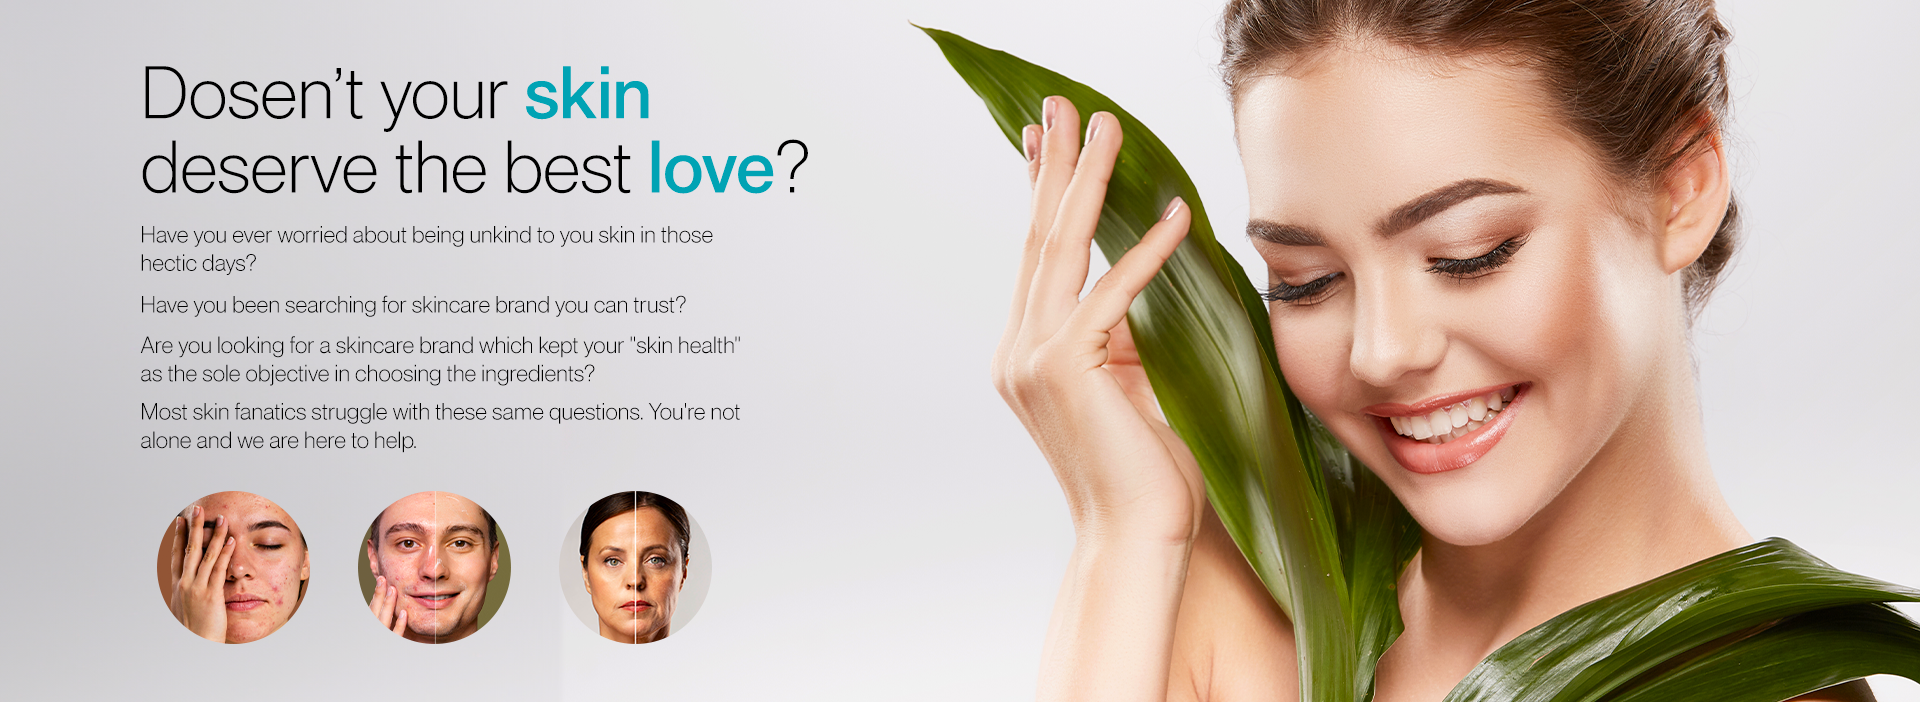 Dosen’t your skin
deserve the best love?
Have you ever worried about being unkind to you skin in those
hectic days?
Have you been searching for skincare brand you can trust?
Are you looking for a skincare brand which kept your "skin health"
as the sole objective in choosing the ingredients?
Most skin fanatics struggle with these same questions. You're not
alone and we are here to help.